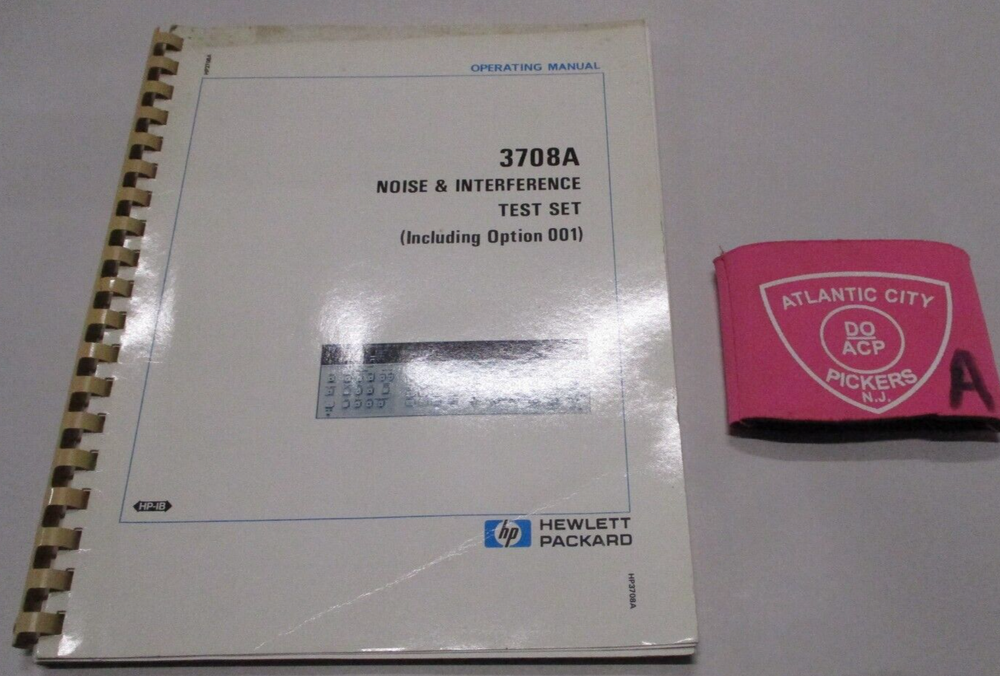 OPERATING MANUAL
3708A
NOISE & INTERFERENCE
TEST SET
(Including Option 001)
HP-IB
hp
HEWLETT
PACKARD
HP3708A
ATLANTIC CITY
DO
ACP
PICKERS
N.J.
A